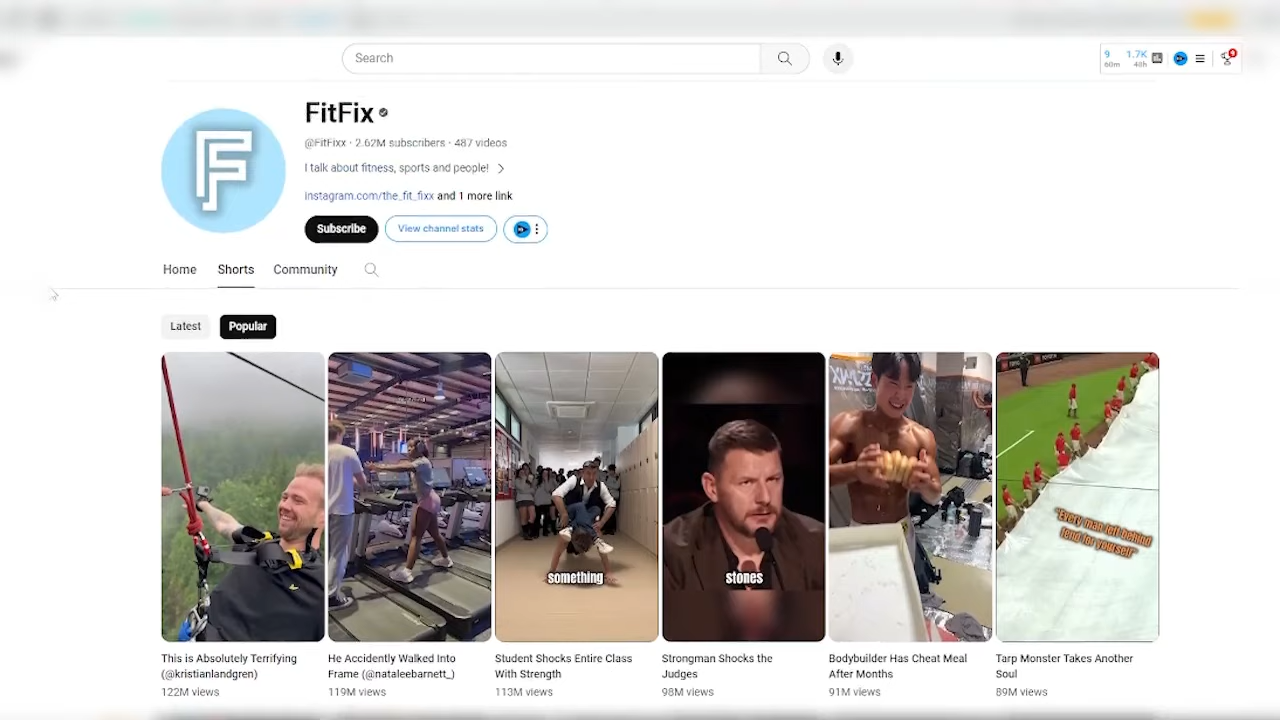 Search
9
60m
1.7K
48h
FitFix
@FitFixx · 2.62M subscribers · 487 videos
I talk about fitness, sports and people!
instagram.com/the_fit_fixx and 1 more link
Subscribe
View channel stats
Home
Shorts
Community
Latest
Popular
something
stones
"Every man left behind
fend for yourself"
This is Absolutely Terrifying
(@kristianlandgren)
122M views
He Accidently Walked Into
Frame (@nataleebarnett_)
119M views
Student Shocks Entire Class
With Strength
113M views
Strongman Shocks the
Judges
98M views
Bodybuilder Has Cheat Meal
After Months
91M views
Tarp Monster Takes Another
Soul
89M views